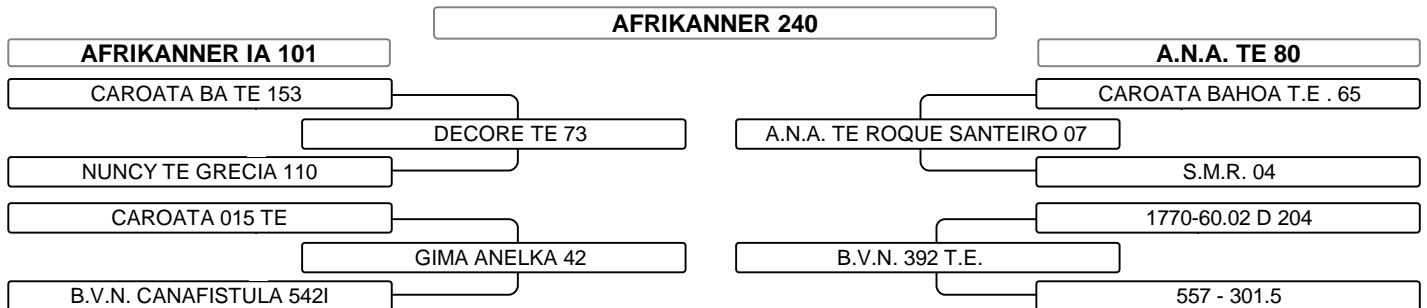 AFRIKANNER 240
AFRIKANNER IA 101
A.N.A. TE 80
CAROATA BA TE 153
CAROATA BAHOA T.E . 65
DECORE TE 73
A.N.A. TE ROQUE SANTEIRO 07
NUNCY TE GRECIA 110
S.M.R. 04
CAROATA 015 TE
1770-60.02 D 204
GIMA ANELKA 42
B.V.N. 392 T.E.
B.V.N. CANAFISTULA 542I
557 - 301.5